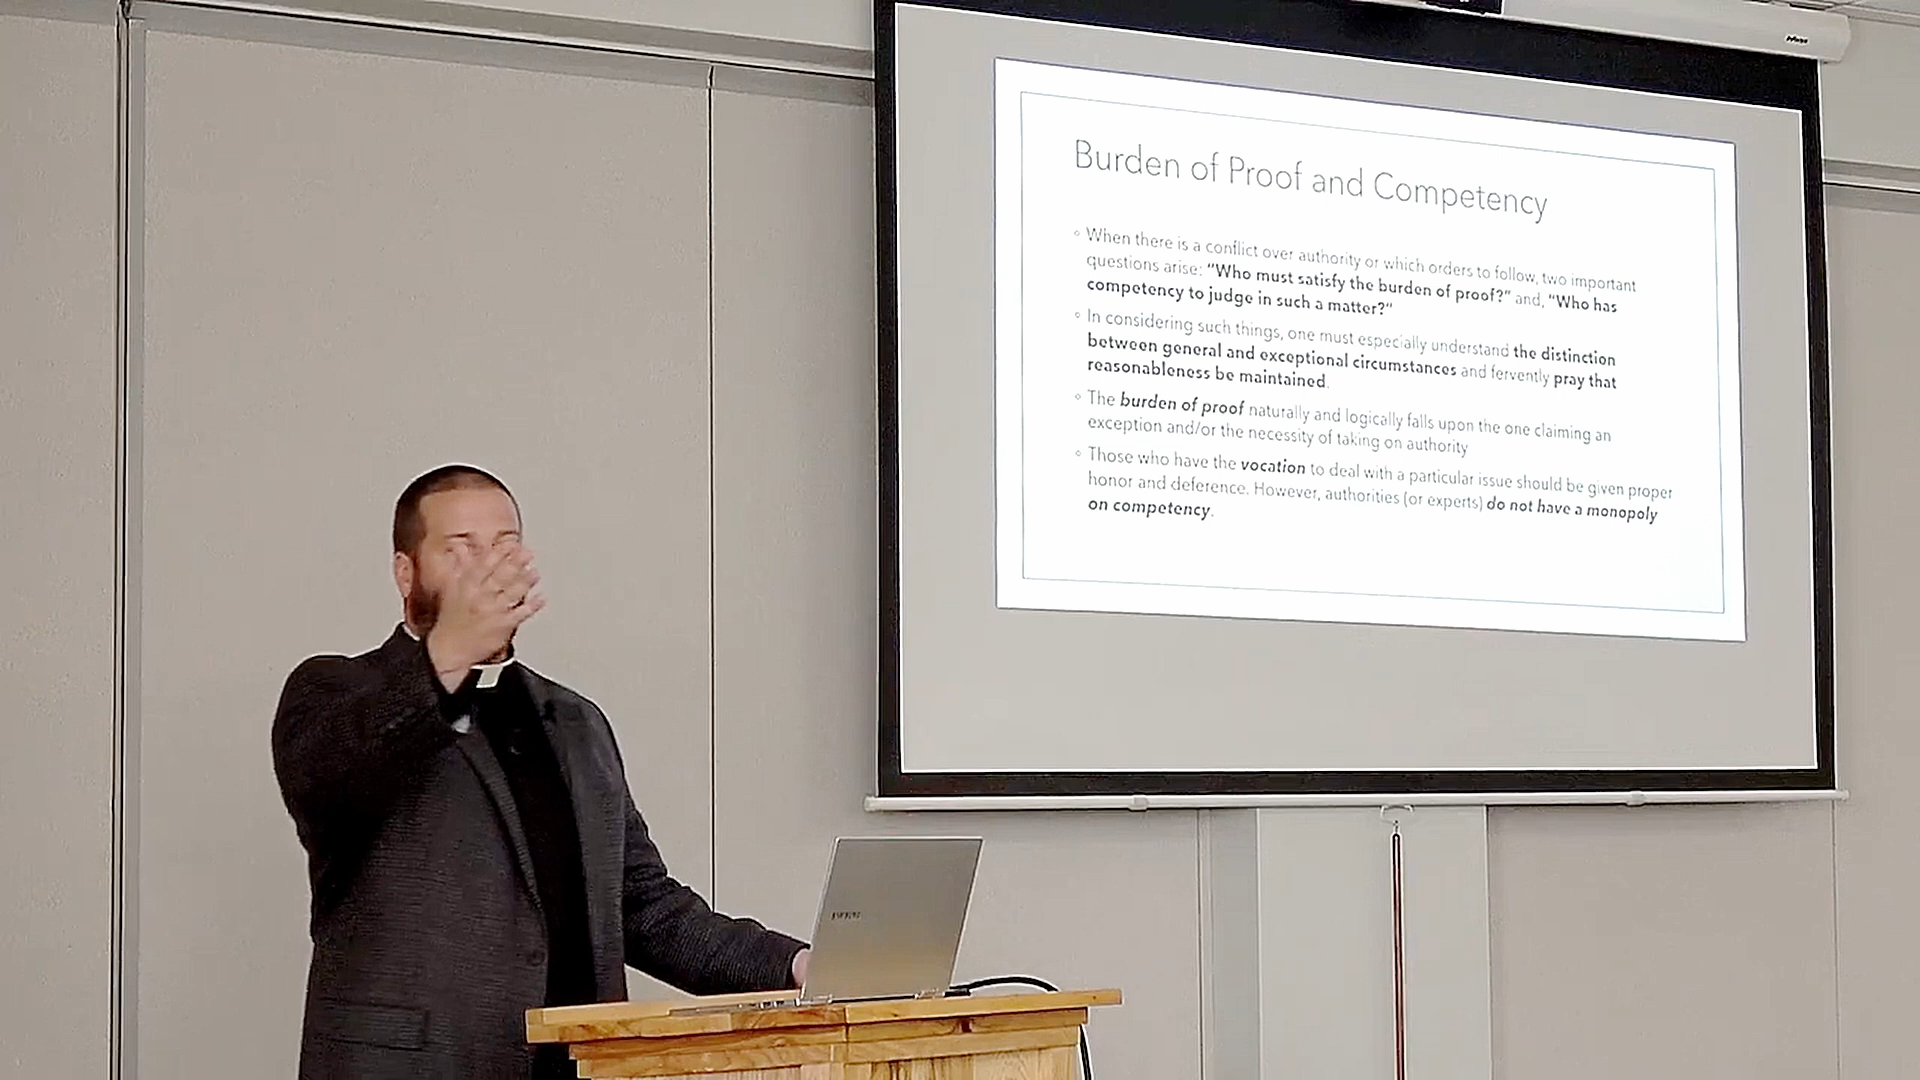 Burden of Proof and Competency
◦ When there is a conflict over authority or which orders to follow, two important
questions arise: "Who must satisfy the burden of proof?" and, "Who has
competency to judge in such a matter?"
◦ In considering such things, one must especially understand the distinction
between general and exceptional circumstances and fervently pray that
reasonableness be maintained.
◦ The burden of proof naturally and logically falls upon the one claiming an
exception and/or the necessity of taking on authority
◦ Those who have the vocation to deal with a particular issue should be given proper
honor and deference. However, authorities (or experts) do not have a monopoly
on competency.